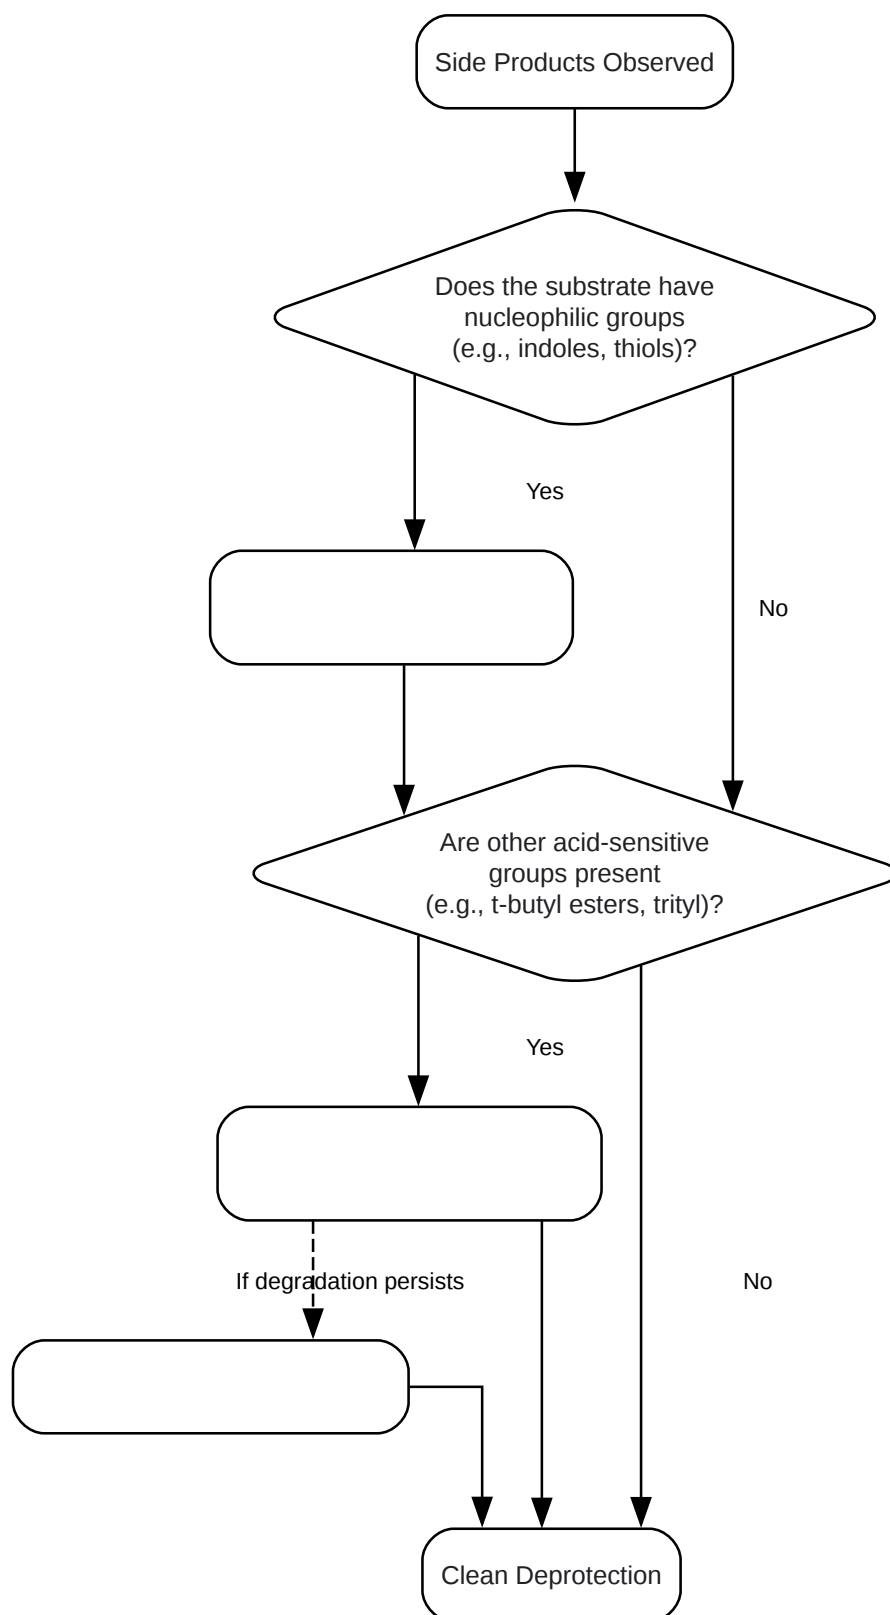 Side Products Observed
Does the substrate have
nucleophilic groups
(e.g., indoles, thiols)?
Yes
No
Are other acid-sensitive
groups present
(e.g., t-butyl esters, trityl)?
Yes
If degradation persists
No
Clean Deprotection